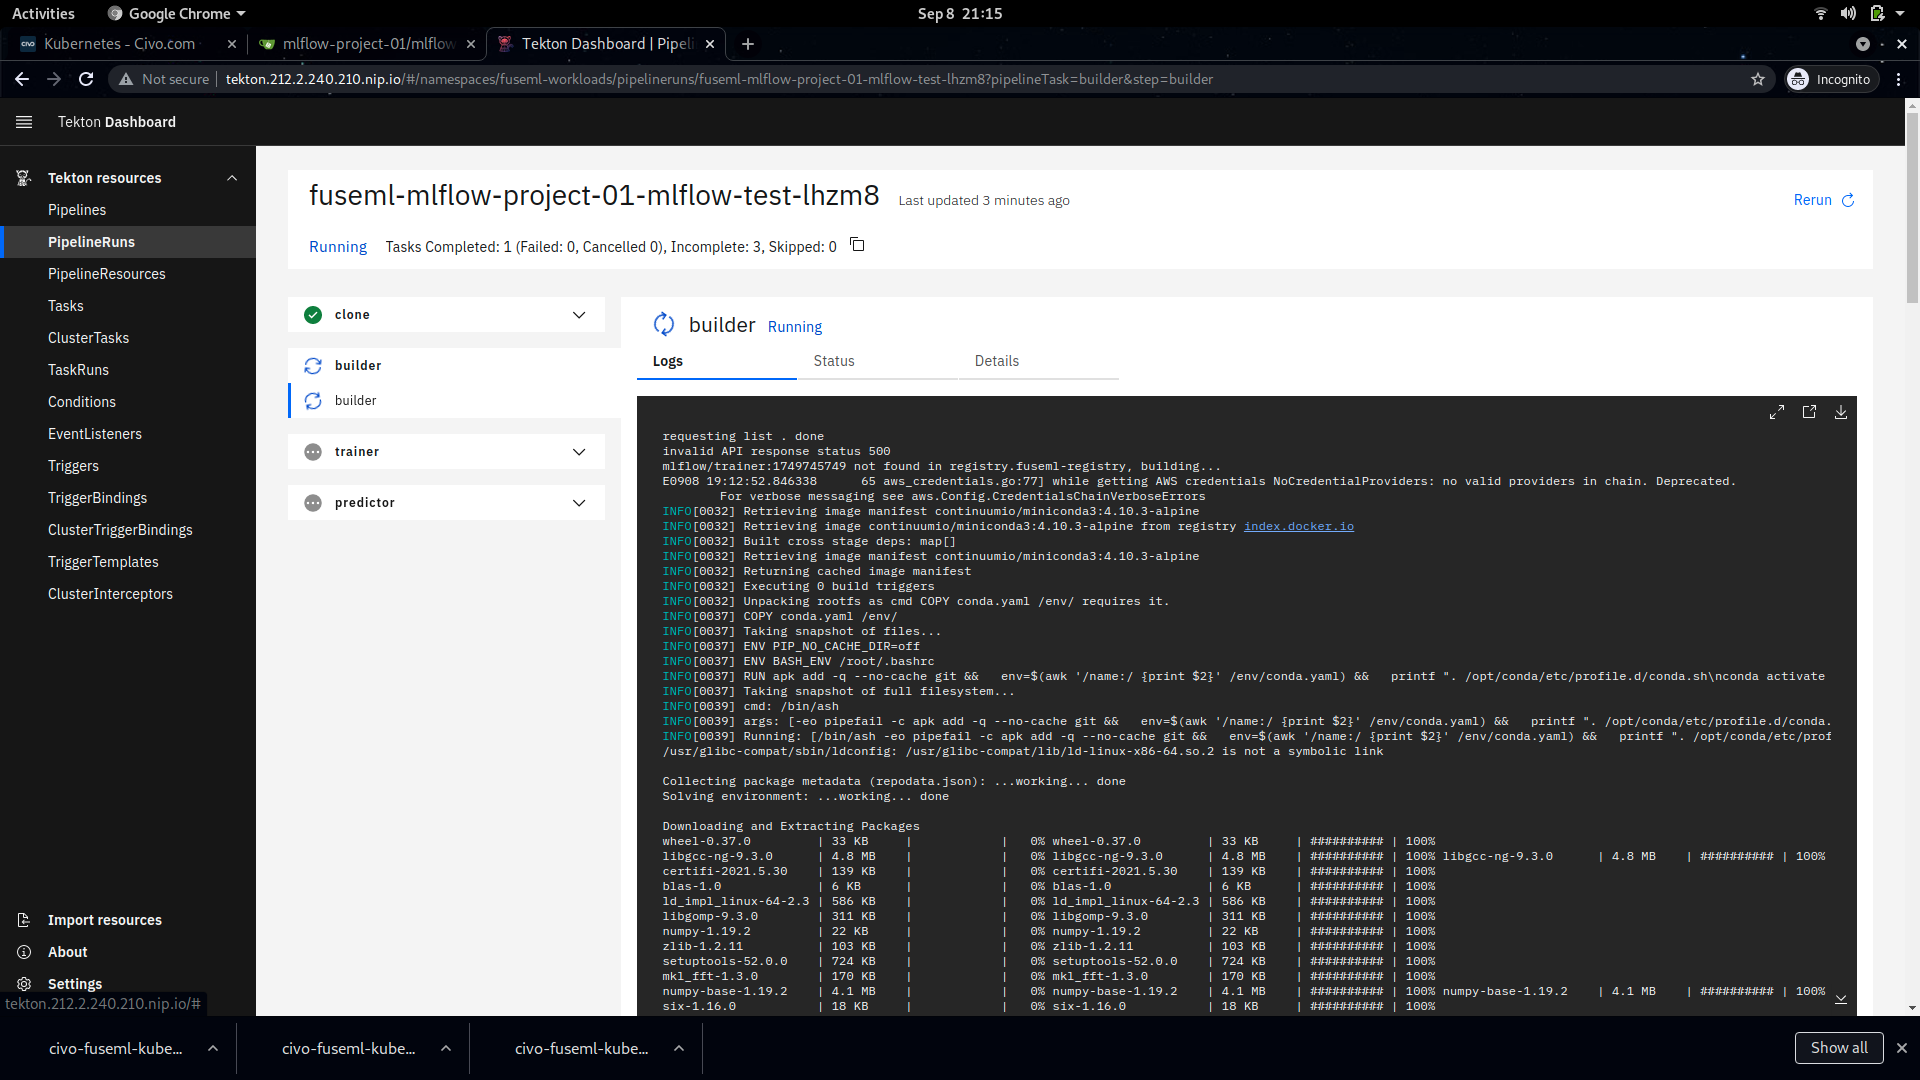 Activities
Google Chrome
Sep 8 21:15
Kubernetes - Civo.com
mlflow-project-01/mlflow
Tekton Dashboard | Pipeli
Not secure
tekton.212.2.240.210.nip.io/#/namespaces/fuseml-workloads/pipelineruns/fuseml-mlflow-project-01-mlflow-test-lhzm8?pipelineTask=builder&step=builder
Incognito
Tekton Dashboard
Tekton resources
Pipelines
PipelineRuns
PipelineResources
Tasks
ClusterTasks
TaskRuns
Conditions
EventListeners
Triggers
TriggerBindings
ClusterTriggerBindings
TriggerTemplates
ClusterInterceptors
Import resources
About
Settings
tekton.212.2.240.210.nip.io/#
fuseml-mlflow-project-01-mlflow-test-lhzm8 Last updated 3 minutes ago
Rerun
Running Tasks Completed: 1 (Failed: 0, Cancelled 0), Incomplete: 3, Skipped: 0
clone
builder
builder
trainer
predictor
builder Running
Logs Status Details
requesting list . done
invalid API response status 500
mlflow/trainer:1749745749 not found in registry.fuseml-registry, building...
E0908 19:12:52.846338 65 aws_credentials.go:77] while getting AWS credentials NoCredentialProviders: no valid providers in chain. Deprecated.
For verbose messaging see aws.Config.CredentialsChainVerboseErrors
INFO[0032] Retrieving image manifest continuumio/miniconda3:4.10.3-alpine
INFO[0032] Retrieving image continuumio/miniconda3:4.10.3-alpine from registry index.docker.io
INFO[0032] Built cross stage deps: map[]
INFO[0032] Retrieving image manifest continuumio/miniconda3:4.10.3-alpine
INFO[0032] Returning cached image manifest
INFO[0032] Executing 0 build triggers
INFO[0032] Unpacking rootfs as cmd COPY conda.yaml /env/ requires it.
INFO[0037] COPY conda.yaml /env/
INFO[0037] Taking snapshot of files...
INFO[0037] ENV PIP_NO_CACHE_DIR=off
INFO[0037] ENV BASH_ENV /root/.bashrc
INFO[0037] RUN apk add -q --no-cache git && env=$(awk '/name:/ {print $2}' /env/conda.yaml) && printf ". /opt/conda/etc/profile.d/conda.sh\nconda activate
INFO[0037] Taking snapshot of full filesystem...
INFO[0039] cmd: /bin/ash
INFO[0039] args: [-eo pipefail -c apk add -q --no-cache git && env=$(awk '/name:/ {print $2}' /env/conda.yaml) && printf ". /opt/conda/etc/profile.d/conda.
INFO[0039] Running: [/bin/ash -eo pipefail -c apk add -q --no-cache git && env=$(awk '/name:/ {print $2}' /env/conda.yaml) && printf ". /opt/conda/etc/prof
/usr/glibc-compat/sbin/ldconfig: /usr/glibc-compat/lib/ld-linux-x86-64.so.2 is not a symbolic link
Collecting package metadata (repodata.json): ...working... done
Solving environment: ...working... done
Downloading and Extracting Packages
wheel-0.37.0 | 33 KB | | 0% wheel-0.37.0 | 33 KB | ########## | 100%
libgcc-ng-9.3.0 | 4.8 MB | | 0% libgcc-ng-9.3.0 | 4.8 MB | ########## | 100% libgcc-ng-9.3.0 | 4.8 MB | ########## | 100%
certifi-2021.5.30 | 139 KB | | 0% certifi-2021.5.30 | 139 KB | ########## | 100%
blas-1.0 | 6 KB | | 0% blas-1.0 | 6 KB | ########## | 100%
ld_impl_linux-64-2.3 | 586 KB | | 0% ld_impl_linux-64-2.3 | 586 KB | ########## | 100%
libgomp-9.3.0 | 311 KB | | 0% libgomp-9.3.0 | 311 KB | ########## | 100%
numpy-1.19.2 | 22 KB | | 0% numpy-1.19.2 | 22 KB | ########## | 100%
zlib-1.2.11 | 103 KB | | 0% zlib-1.2.11 | 103 KB | ########## | 100%
setuptools-52.0.0 | 724 KB | | 0% setuptools-52.0.0 | 724 KB | ########## | 100%
mkl_fft-1.3.0 | 170 KB | | 0% mkl_fft-1.3.0 | 170 KB | ########## | 100%
numpy-base-1.19.2 | 4.1 MB | | 0% numpy-base-1.19.2 | 4.1 MB | ########## | 100% numpy-base-1.19.2 | 4.1 MB | ########## | 100%
six-1.16.0 | 18 KB | | 0% six-1.16.0 | 18 KB | ########## | 100%
civo-fuseml-kube...
civo-fuseml-kube...
civo-fuseml-kube...
Show all